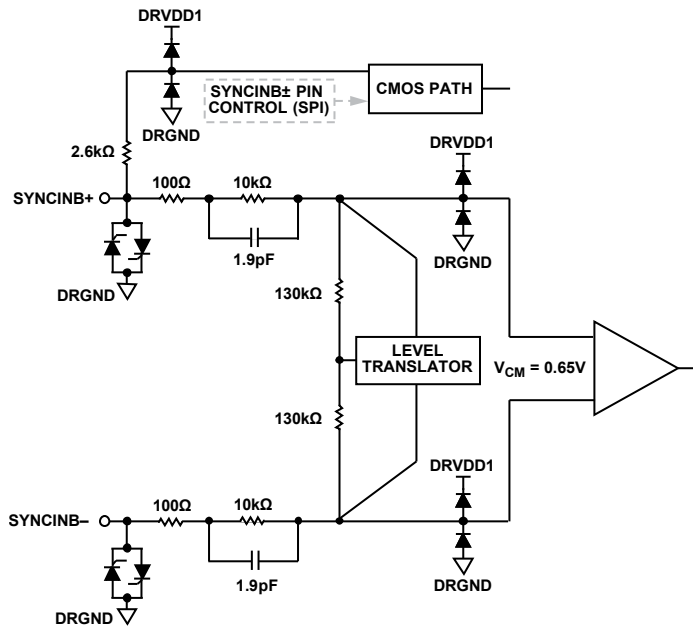 DRVDD1
SYNCINB± PIN
CONTROL (SPI)
CMOS PATH
DRGND
2.6kΩ
DRVDD1
100Ω
10kΩ
SYNCINB+
1.9pF
DRGND
DRGND
130kΩ
LEVEL
TRANSLATOR
VCM = 0.65V
130kΩ
DRVDD1
100Ω
10kΩ
SYNCINB–
1.9pF
DRGND
DRGND